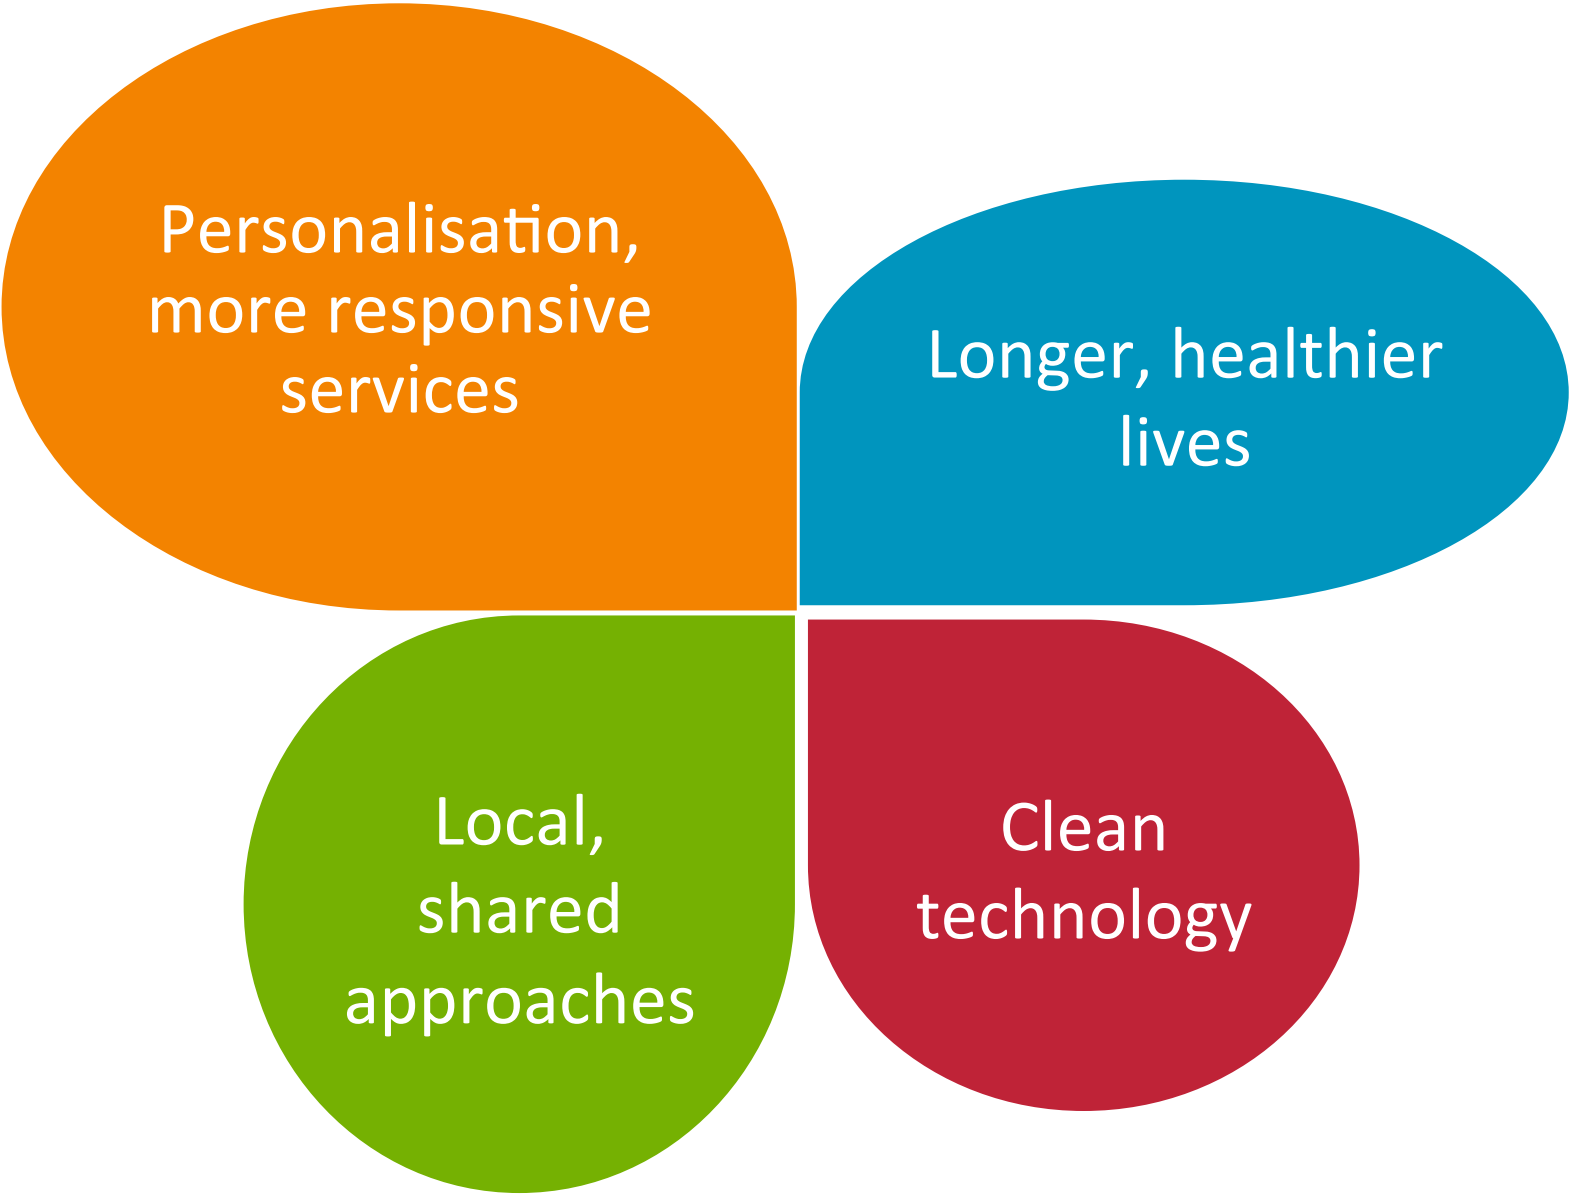 Personalisation,
more responsive
services
Longer, healthier
lives
Local,
shared
approaches
Clean
technology